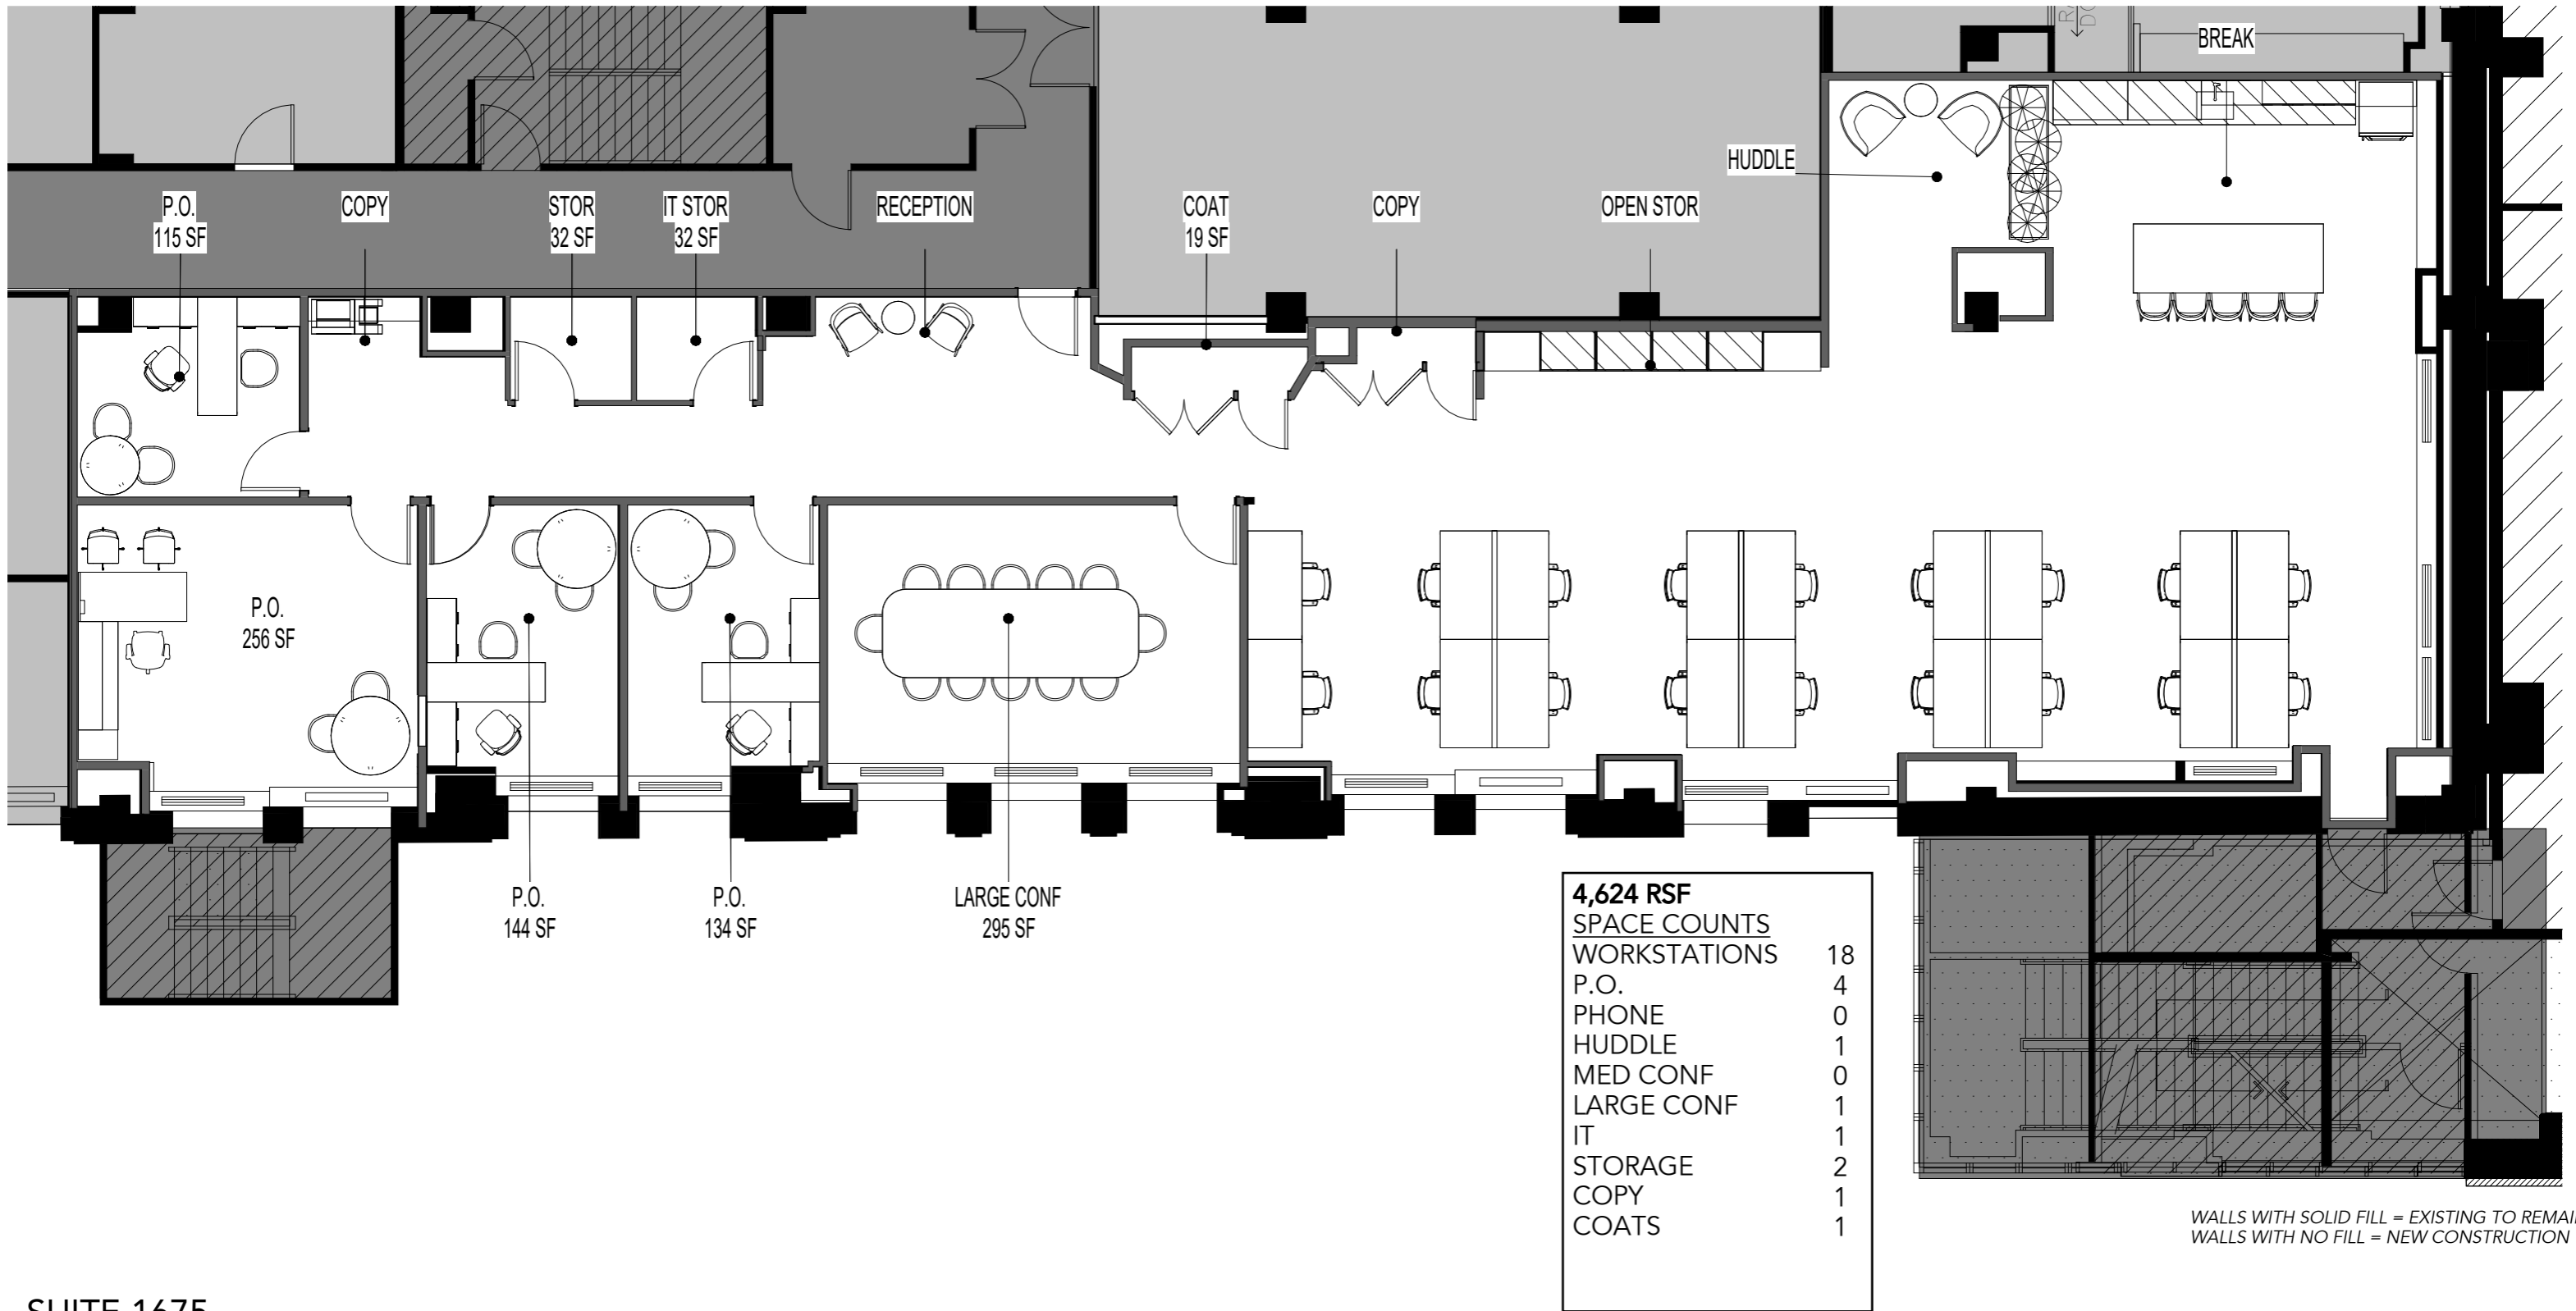 BREAK
HUDDLE
P.O.
115 SF
COPY
STOR
32 SF
IT STOR
32 SF
RECEPTION
COAT
19 SF
COPY
OPEN STOR
P.O.
256 SF
P.O.
144 SF
P.O.
134 SF
LARGE CONF
295 SF
4,624 RSF
SPACE COUNTS
WORKSTATIONS 18
P.O. 4
PHONE 0
HUDDLE 1
MED CONF 0
LARGE CONF 1
IT 1
STORAGE 2
COPY 1
COATS 1
WALLS WITH SOLID FILL = EXISTING TO REMAI
WALLS WITH NO FILL = NEW CONSTRUCTION
SUITE 1675